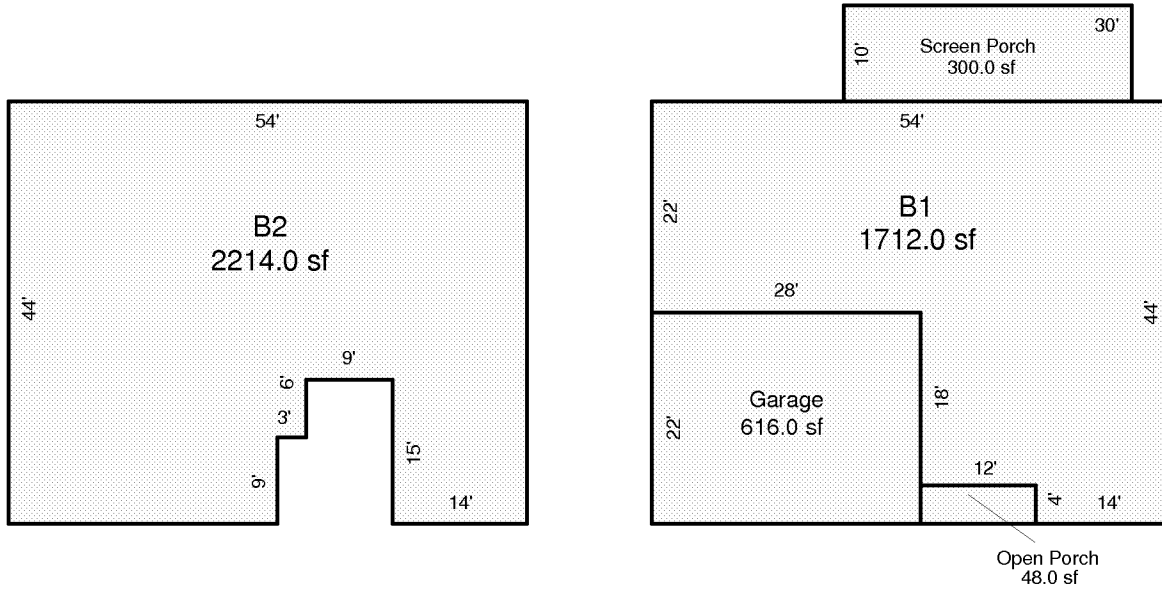 54'
B2
2214.0 sf
44'
9'
6'
3'
9'
15'
14'
30'
10'
Screen Porch
300.0 sf
54'
22'
B1
1712.0 sf
28'
44'
Garage
616.0 sf
22'
18'
12'
4'
14'
Open Porch
48.0 sf